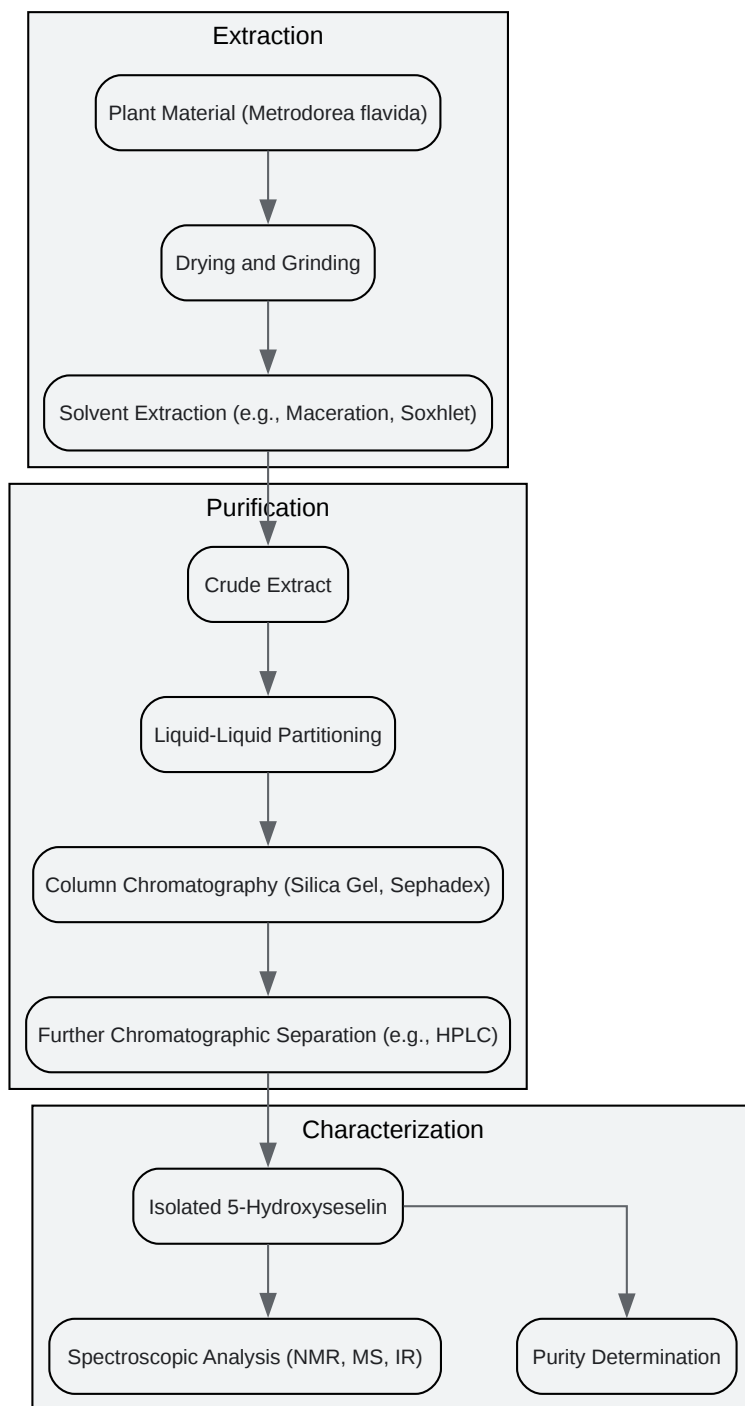 Extraction
Plant Material (Metrodorea flavida)
Drying and Grinding
Solvent Extraction (e.g., Maceration, Soxhlet)
Purification
Crude Extract
Liquid-Liquid Partitioning
Column Chromatography (Silica Gel, Sephadex)
Further Chromatographic Separation (e.g., HPLC)
Characterization
Isolated 5-Hydroxyseselin
Spectroscopic Analysis (NMR, MS, IR)
Purity Determination